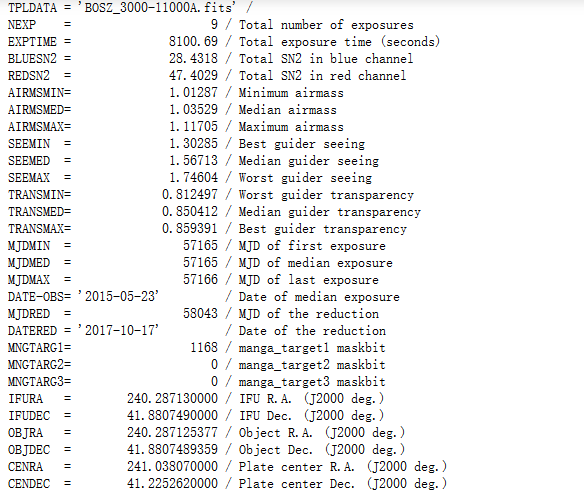 TPLDATA = 'BOSZ_3000-11000A.fits' /
NEXP    =                    9 / Total number of exposures
EXPTIME =              8100.69 / Total exposure time (seconds)
BLUESN2 =              28.4318 / Total SN2 in blue channel
REDSN2  =              47.4029 / Total SN2 in red channel
AIRMSMIN=              1.01287 / Minimum airmass
AIRMSMED=              1.03529 / Median airmass
AIRMSMAX=              1.11705 / Maximum airmass
SEEMIN  =              1.30285 / Best guider seeing
SEEMED  =              1.56713 / Median guider seeing
SEEMAX  =              1.74604 / Worst guider seeing
TRANSMIN=             0.812497 / Worst guider transparency
TRANSMED=             0.850412 / Median guider transparency
TRANSMAX=             0.859391 / Best guider transparency
MJDMIN  =                57165 / MJD of first exposure
MJDMED  =                57165 / MJD of median exposure
MJDMAX  =                57166 / MJD of last exposure
DATE-OBS= '2015-05-23'         / Date of median exposure
MJDRED  =                58043 / MJD of the reduction
DATERED = '2017-10-17'         / Date of the reduction
MNGTARG1=                 1168 / manga_target1 maskbit
MNGTARG2=                    0 / manga_target2 maskbit
MNGTARG3=                    0 / manga_target3 maskbit
IFURA   =        240.287130000 / IFU R.A. (J2000 deg.)
IFUDEC  =        41.8807490000 / IFU Dec. (J2000 deg.)
OBJRA   =        240.287125377 / Object R.A. (J2000 deg.)
OBJDEC  =        41.8807489359 / Object Dec. (J2000 deg.)
CENRA   =        241.038070000 / Plate center R.A. (J2000 deg.)
CENDEC  =        41.2252620000 / Plate center Dec. (J2000 deg.)